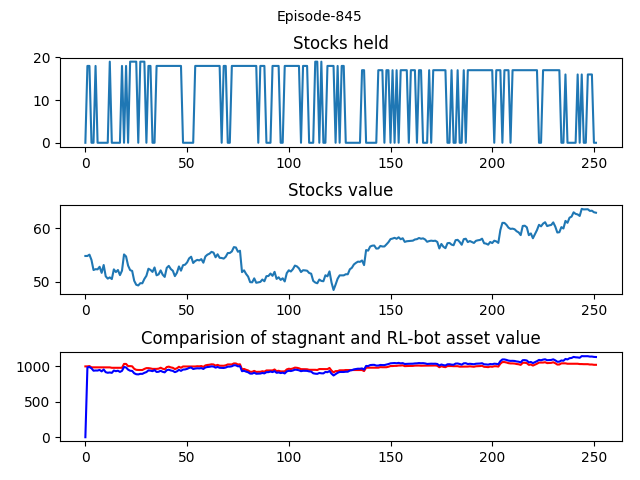 Episode-845
Stocks held
20
10
0
0 50 100 150 200 250
Stocks value
60
50
0 50 100 150 200 250
Comparision of stagnant and RL-bot asset value
1000
500
0
0 50 100 150 200 250